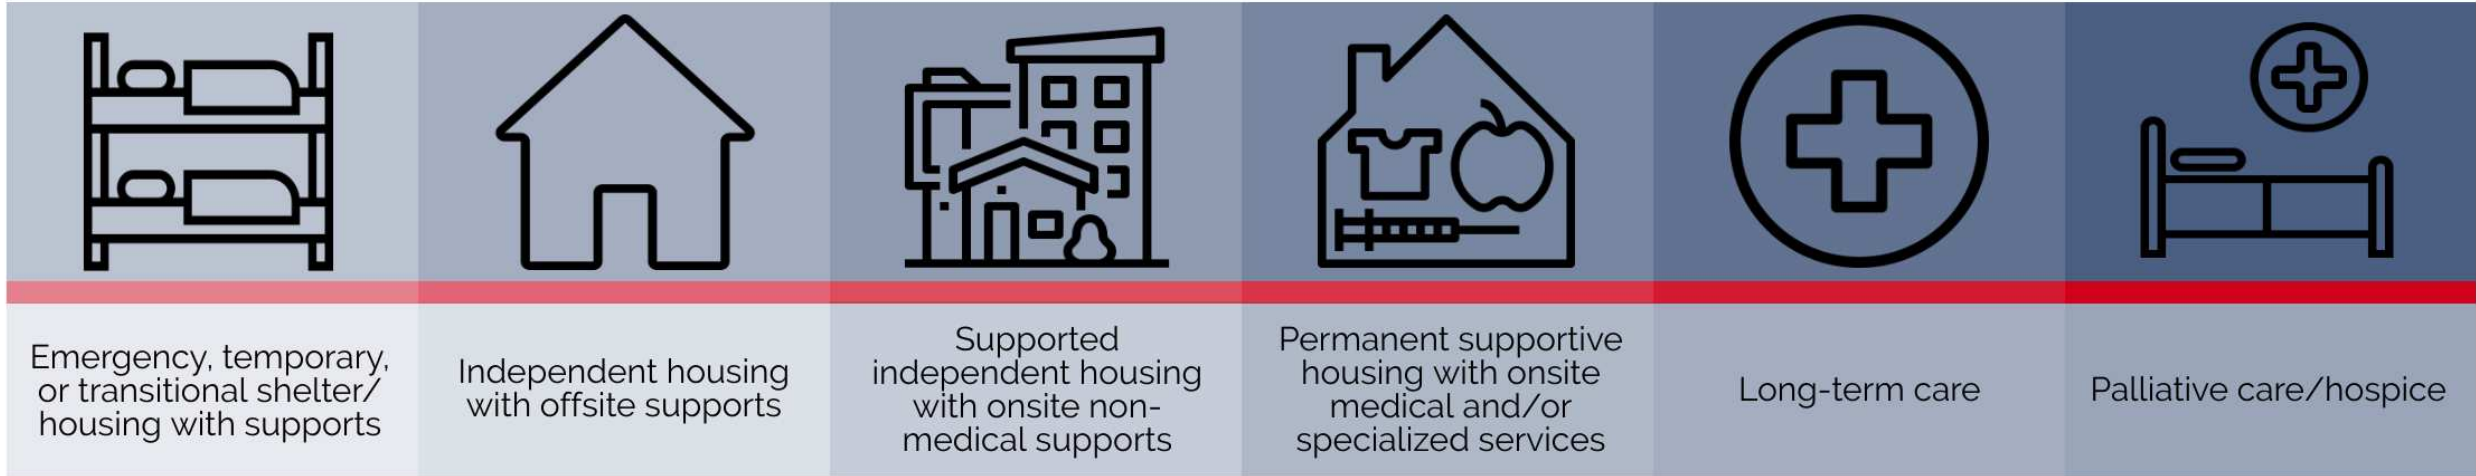 Emergency, temporary,
or transitional shelter/
housing with supports
Independent housing
with offsite supports
Supported
independent housing
with onsite non-
medical supports
Permanent supportive
housing with onsite
medical and/or
specialized services
Long-term care
Palliative care/hospice